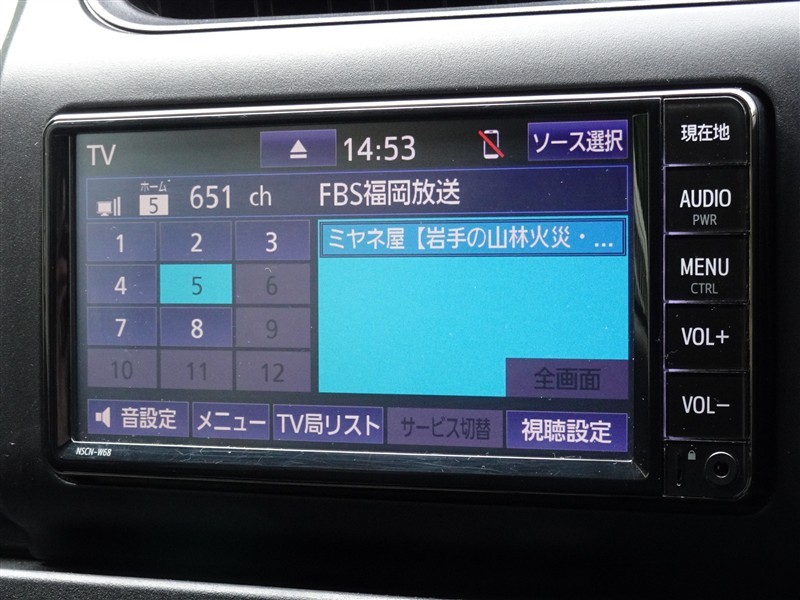 TV
14:53
ソース選択
ホーム
5
651 ch
FBS福岡放送
1
2
3
4
5
6
7
8
9
10
11
12
ミヤネ屋【岩手の山林火災・...
全画面
音設定
メニュー
TV局リスト
サービス切替
視聴設定
NSCN-W68
現在地
AUDIO
PWR
MENU
CTRL
VOL+
VOL-